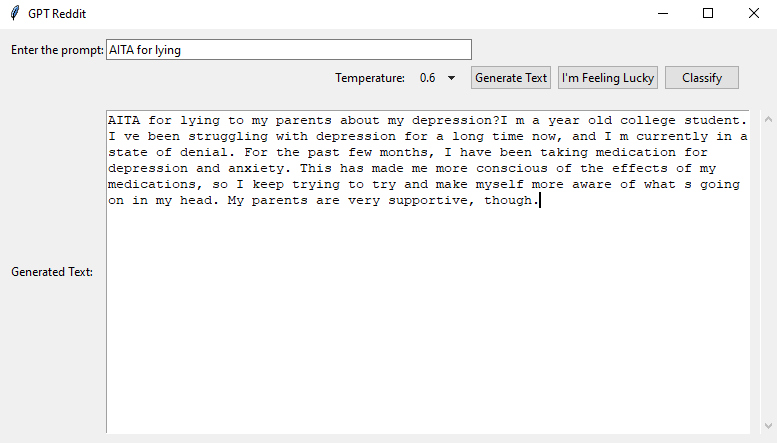 GPT Reddit
Enter the prompt: AITA for lying
Temperature: 0.6 Generate Text I'm Feeling Lucky Classify
AITA for lying to my parents about my depression?I m a year old college student.
I ve been struggling with depression for a long time now, and I m currently in a
state of denial. For the past few months, I have been taking medication for
depression and anxiety. This has made me more conscious of the effects of my
medications, so I keep trying to try and make myself more aware of what s going
on in my head. My parents are very supportive, though.
Generated Text: